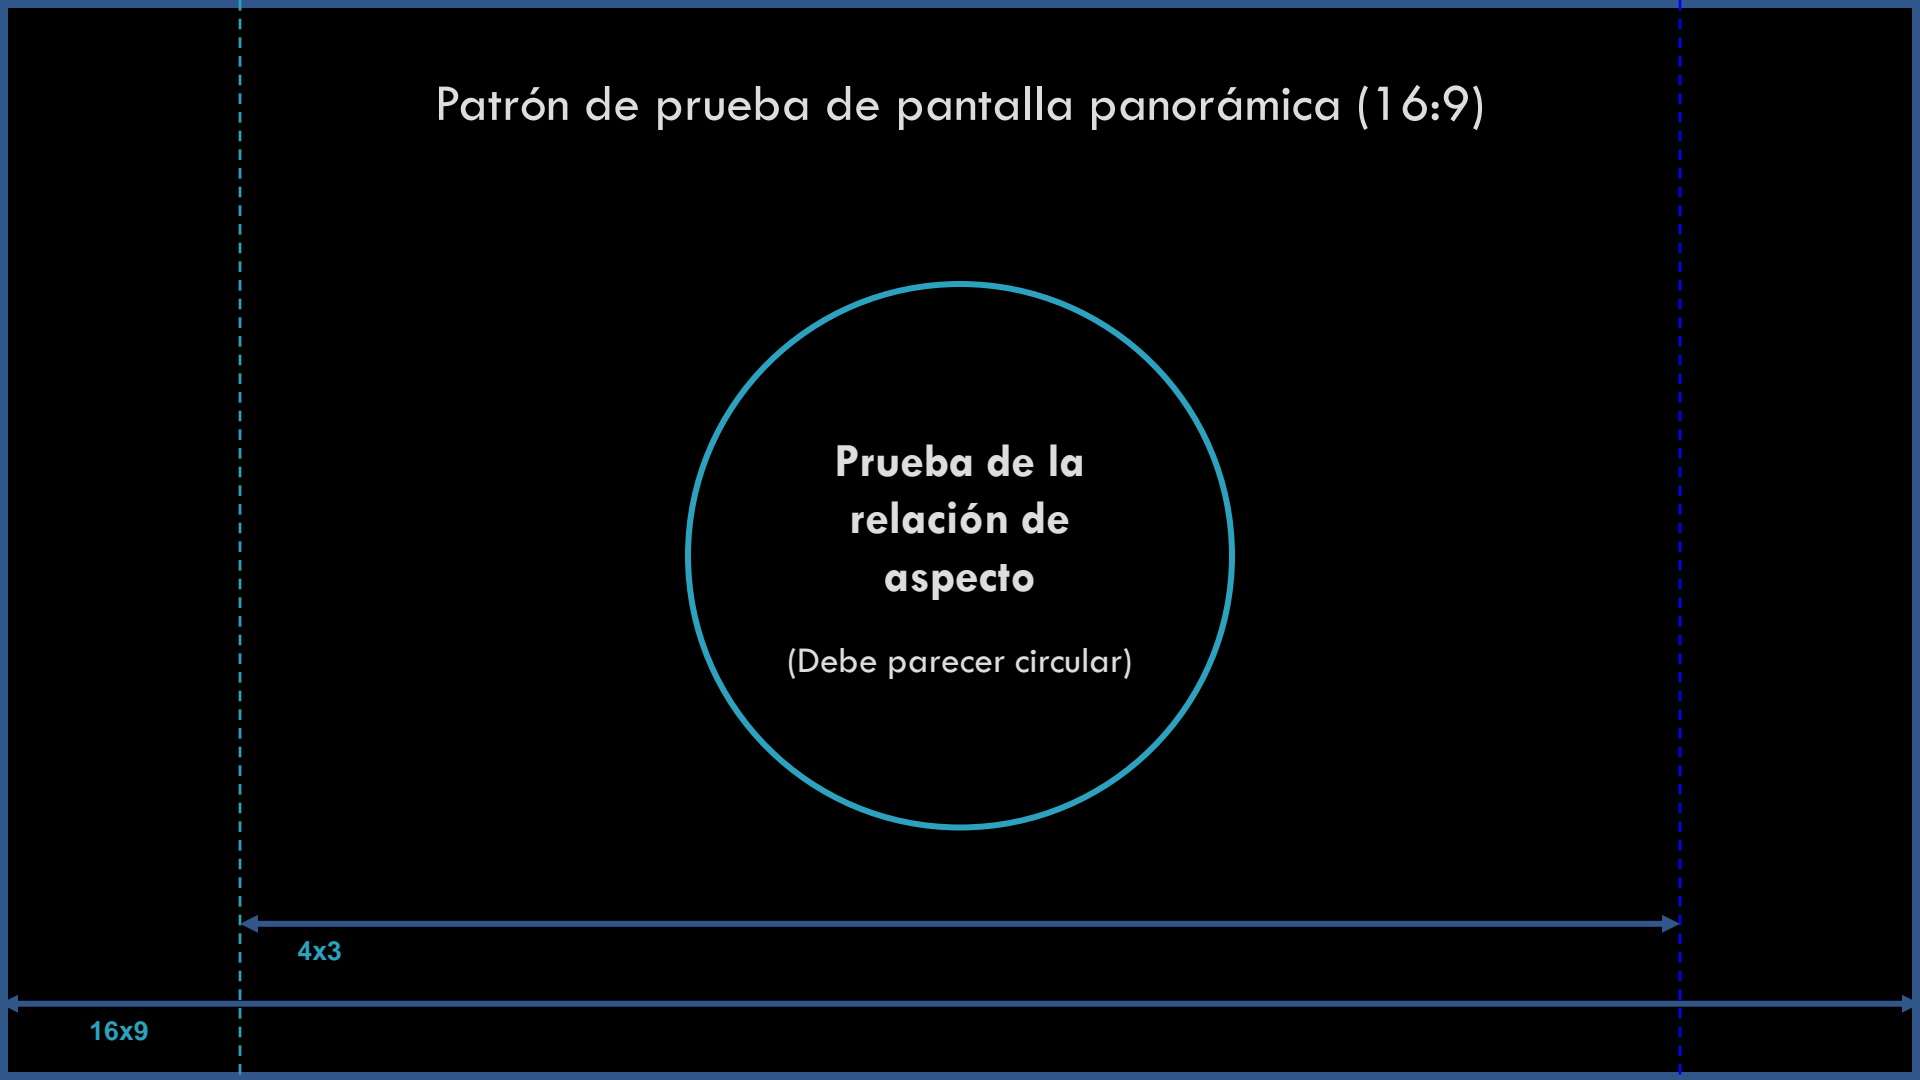 Patrón de prueba de pantalla panorámica (16:9)
Prueba de la
relación de
aspecto
(Debe parecer circular)
4x3
16x9